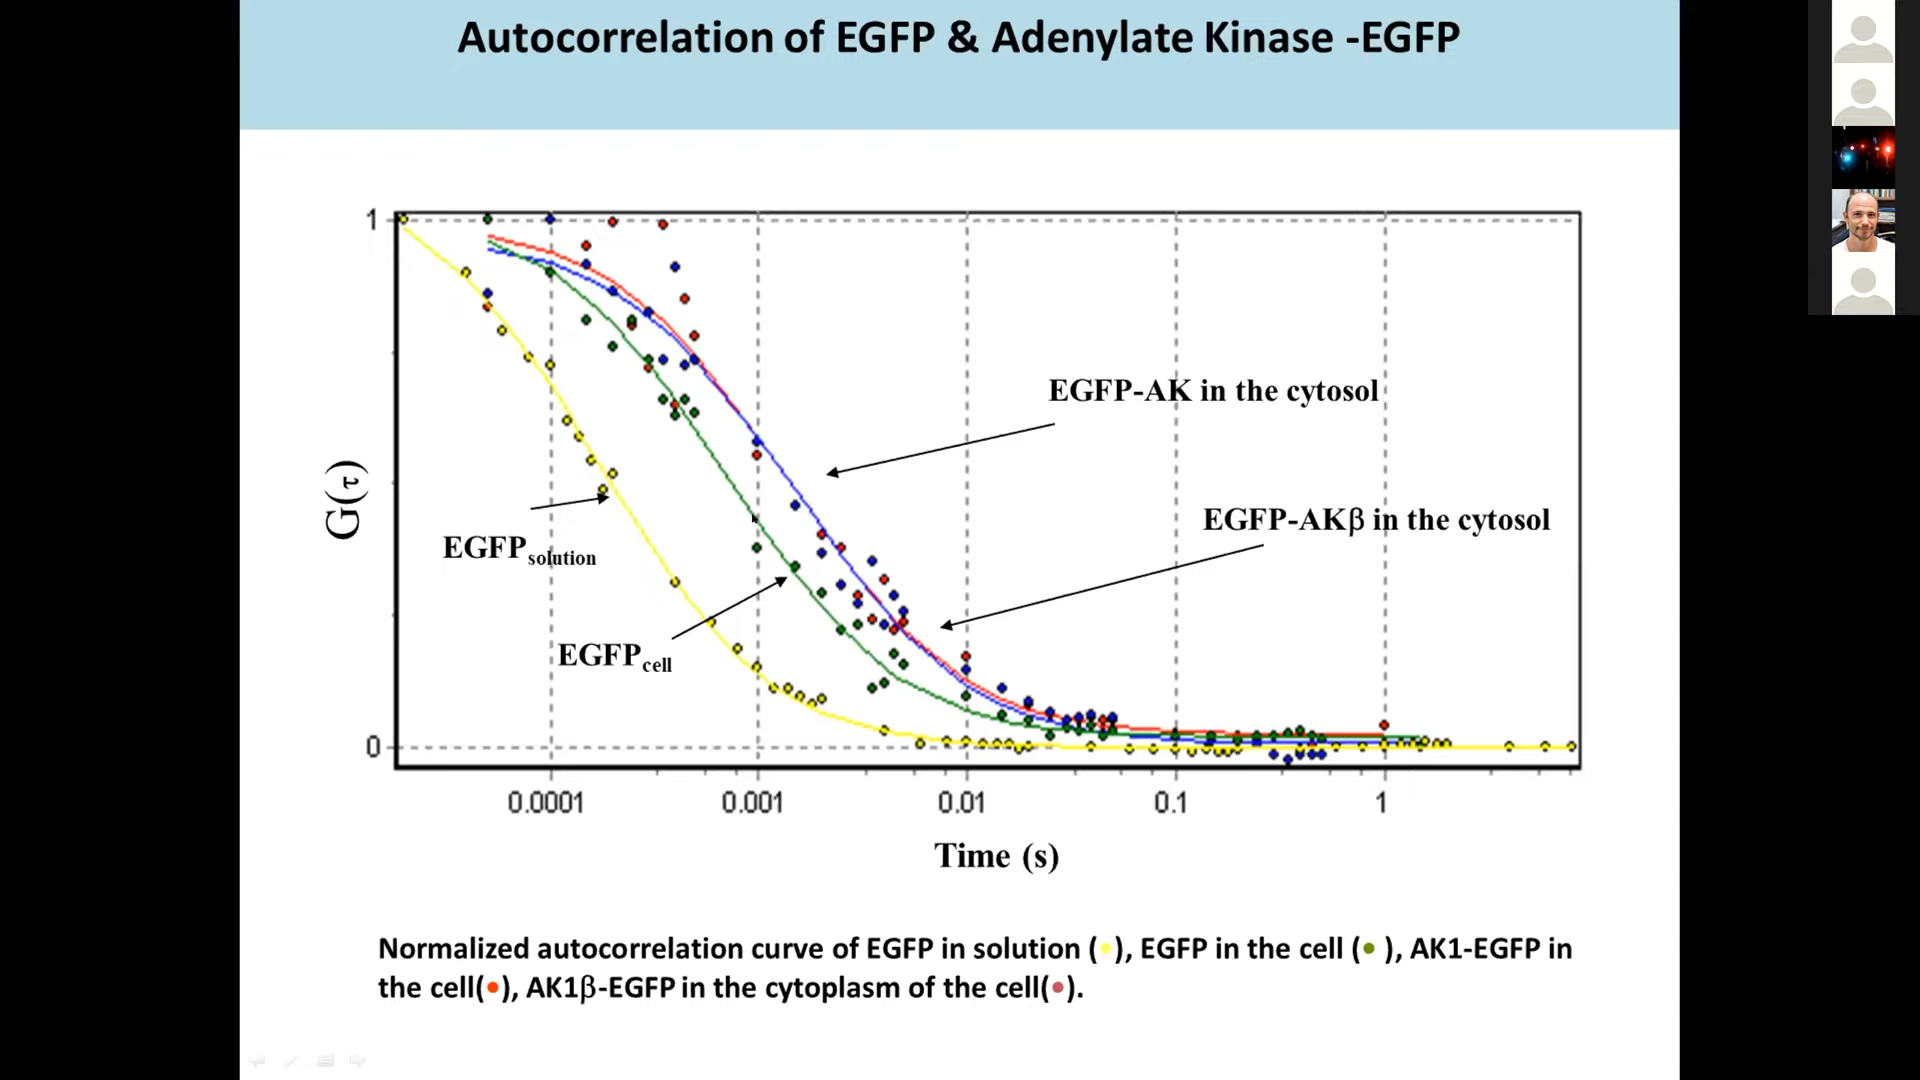 Autocorrelation of EGFP & Adenylate Kinase -EGFP
1
EGFP-AK in the cytosol
G(τ)
EGFP-AKβ in the cytosol
EGFPsolution
EGFPcell
0
0.0001 0.001 0.01 0.1 1
Time (s)
Normalized autocorrelation curve of EGFP in solution (•), EGFP in the cell (• ), AK1-EGFP in
the cell(•), AK1β-EGFP in the cytoplasm of the cell(•).